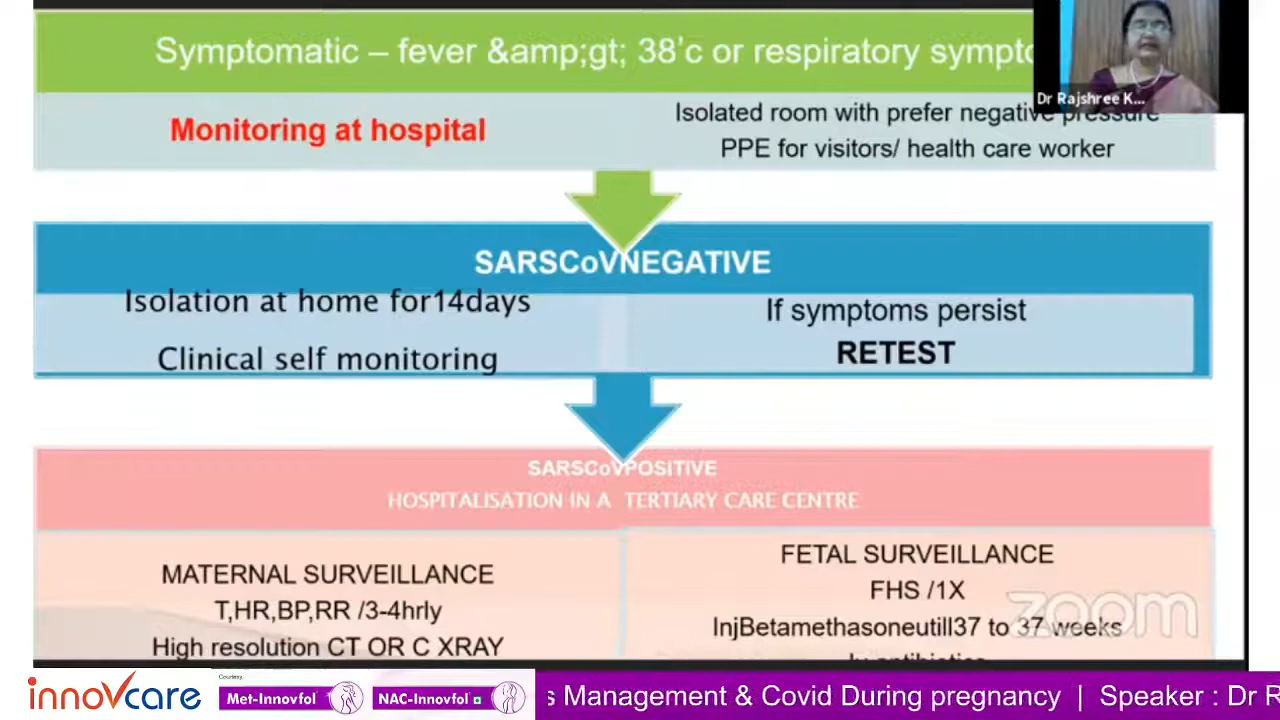 Symptomatic – fever &amp;gt; 38'c or respiratory sympto
Dr Rajshree K...
Monitoring at hospital
Isolated room with prefer negative pressure
PPE for visitors/ health care worker
SARSCoVNEGATIVE
Isolation at home for14days
Clinical self monitoring
If symptoms persist
RETEST
SARSCoVPOSITIVE
HOSPITALISATION IN A TERTIARY CARE CENTRE
MATERNAL SURVEILLANCE
T,HR,BP,RR /3-4hrly
High resolution CT OR C XRAY
FETAL SURVEILLANCE
FHS /1X
InjBetamethasoneutill37 to 37 weeks
zoom
innovcare
Courtesy
Met-Innovfol
NAC-Innovfol
s Management & Covid During pregnancy | Speaker : Dr R